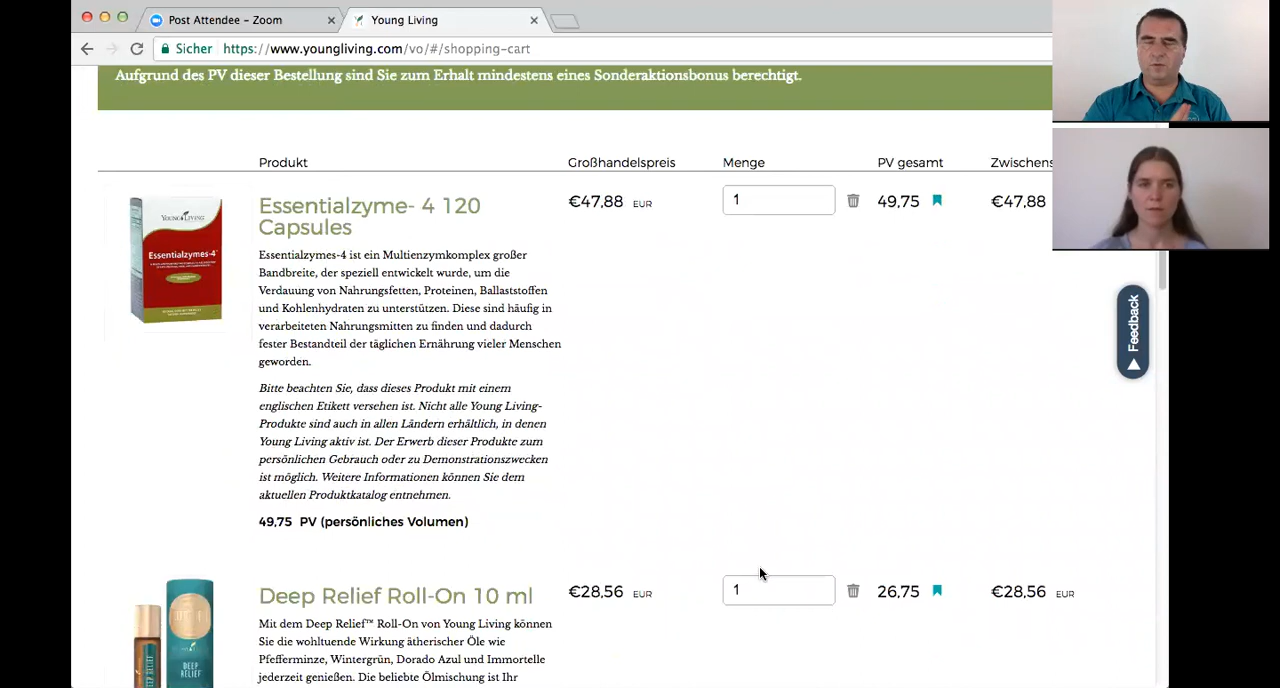 Post Attendee - Zoom
Young Living
Sicher https://www.youngliving.com/vo/#/shopping-cart
Aufgrund des PV dieser Bestellung sind Sie zum Erhalt mindestens eines Sonderaktionsbonus berechtigt.
Produkt Großhandelspreis Menge PV gesamt Zwischens
YOUNG LIVING
Essentialzymes-4
Essentialzyme- 4 120
Capsules
€47,88 EUR 1 49,75 €47,88
Essentialzymes-4 ist ein Multienzymkomplex großer
Bandbreite, der speziell entwickelt wurde, um die
Verdauung von Nahrungsfetten, Proteinen, Ballaststoffen
und Kohlenhydraten zu unterstützen. Diese sind häufig in
verarbeiteten Nahrungsmitten zu finden und dadurch
fester Bestandteil der täglichen Ernährung vieler Menschen
geworden.
Bitte beachten Sie, dass dieses Produkt mit einem
englischen Etikett versehen ist. Nicht alle Young Living-
Produkte sind auch in allen Ländern erhältlich, in denen
Young Living aktiv ist. Der Erwerb dieser Produkte zum
persönlichen Gebrauch oder zu Demonstrationszwecken
ist möglich. Weitere Informationen können Sie dem
aktuellen Produktkatalog entnehmen.
49,75 PV (persönliches Volumen)
Feedback
Deep Relief Roll-On 10 ml €28,56 EUR 1 26,75 €28,56 EUR
Mit dem Deep Relief™ Roll-On von Young Living können
Sie die wohltuende Wirkung ätherischer Öle wie
Pfefferminze, Wintergrün, Dorado Azul und Immortelle
jederzeit genießen. Die beliebte Ölmischung ist Ihr
DEEP
RELIEF
DEEP RELIEF